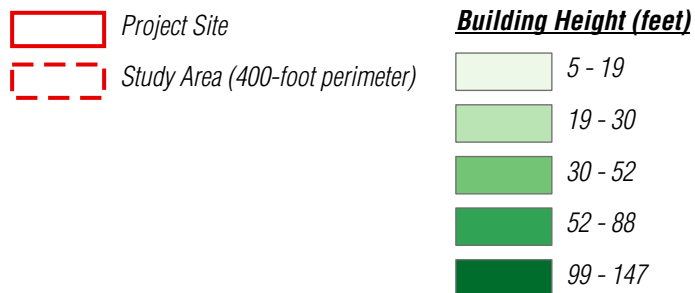 Project Site
Study Area (400-foot perimeter)
Building Height (feet)
5 - 19
19 - 30
30 - 52
52 - 88
99 - 147